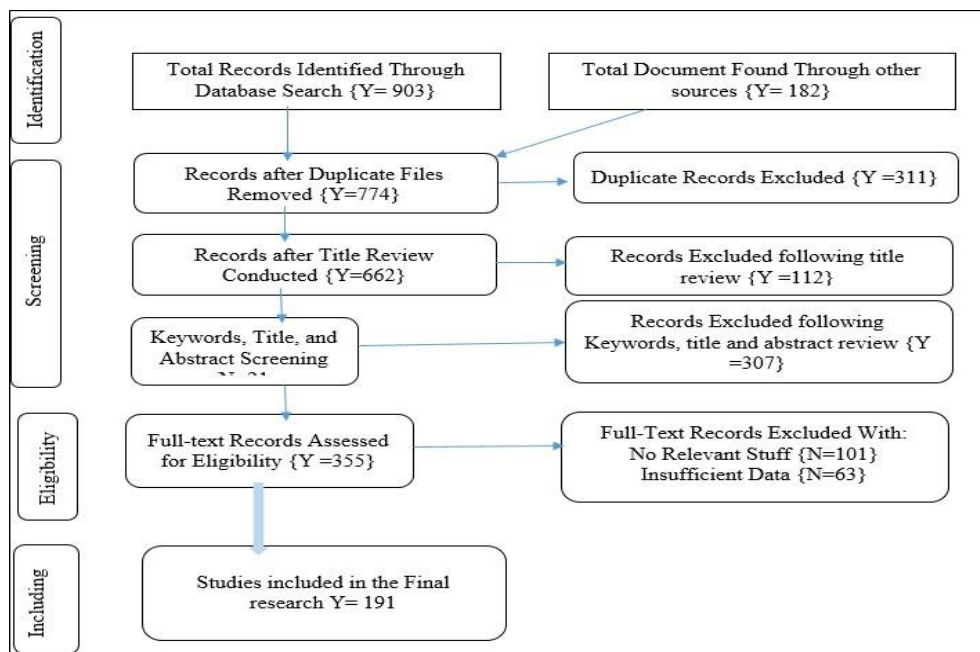 Identification
Total Records Identified Through
Database Search {Y= 903}
Total Document Found Through other
sources {Y= 182}
Screening
Records after Duplicate Files
Removed {Y=774}
Duplicate Records Excluded {Y =311}
Records after Title Review
Conducted {Y=662}
Records Excluded following title
review {Y =112}
Keywords, Title, and
Abstract Screening
Records Excluded following
Keywords, title and abstract review {Y
=307}
Eligibility
Full-text Records Assessed
for Eligibility {Y =355}
Full-Text Records Excluded With:
No Relevant Stuff {N=101}
Insufficient Data {N=63}
Including
Studies included in the Final
research Y= 191